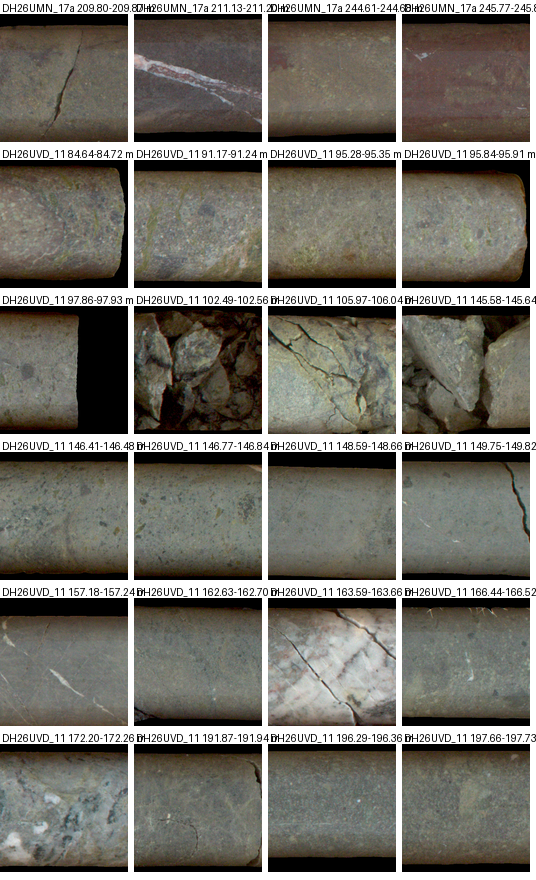 DH26UMN_17a 209.80-209.87 m
DH26UMN_17a 211.13-211.20 m
DH26UMN_17a 244.61-244.68 m
DH26UMN_17a 245.77-245.8
DH26UVD_11 84.64-84.72 m
DH26UVD_11 91.17-91.24 m
DH26UVD_11 95.28-95.35 m
DH26UVD_11 95.84-95.91 m
DH26UVD_11 97.86-97.93 m
DH26UVD_11 102.49-102.56 m
DH26UVD_11 105.97-106.04 m
DH26UVD_11 145.58-145.64
DH26UVD_11 146.41-146.48 m
DH26UVD_11 146.77-146.84 m
DH26UVD_11 148.59-148.66 m
DH26UVD_11 149.75-149.82
DH26UVD_11 157.18-157.24 m
DH26UVD_11 162.63-162.70 m
DH26UVD_11 163.59-163.66 m
DH26UVD_11 166.44-166.52
DH26UVD_11 172.20-172.26 m
DH26UVD_11 191.87-191.94 m
DH26UVD_11 196.29-196.36 m
DH26UVD_11 197.66-197.73